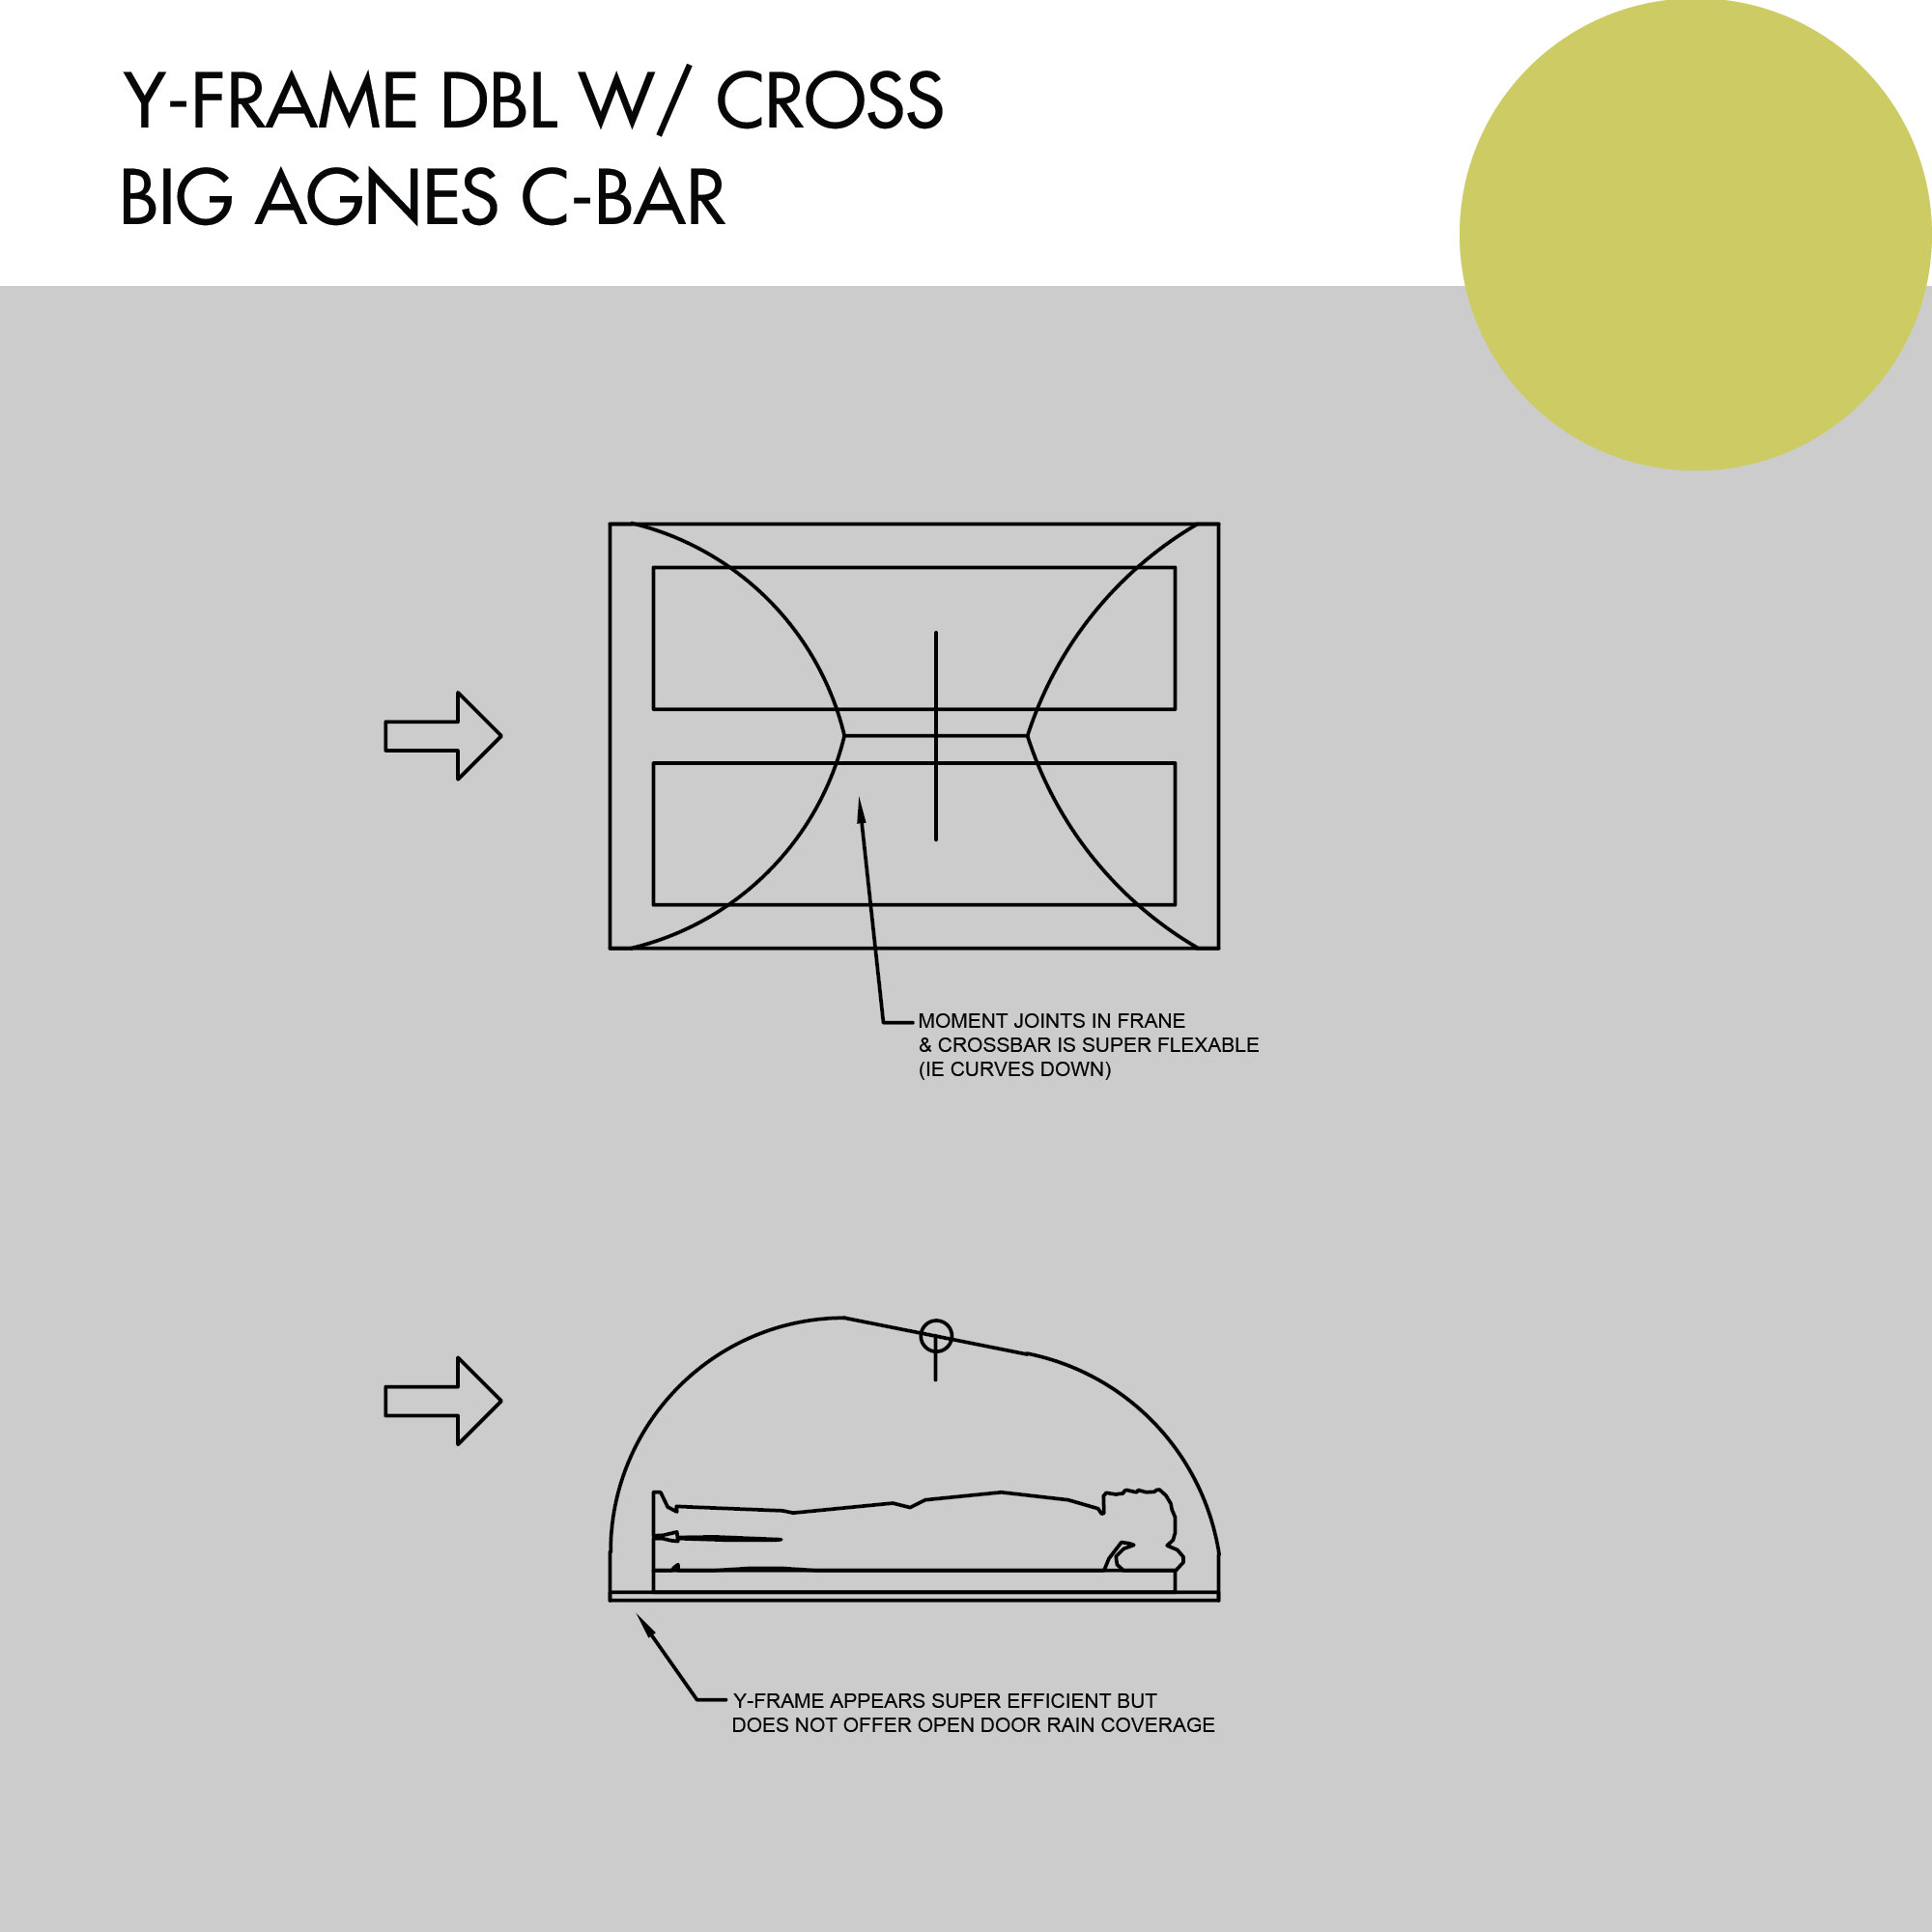 Y-FRAME DBL W/ CROSS
BIG AGNES C-BAR
MOMENT JOINTS IN FRANE
& CROSSBAR IS SUPER FLEXABLE
(IE CURVES DOWN)
Y-FRAME APPEARS SUPER EFFICIENT BUT
DOES NOT OFFER OPEN DOOR RAIN COVERAGE